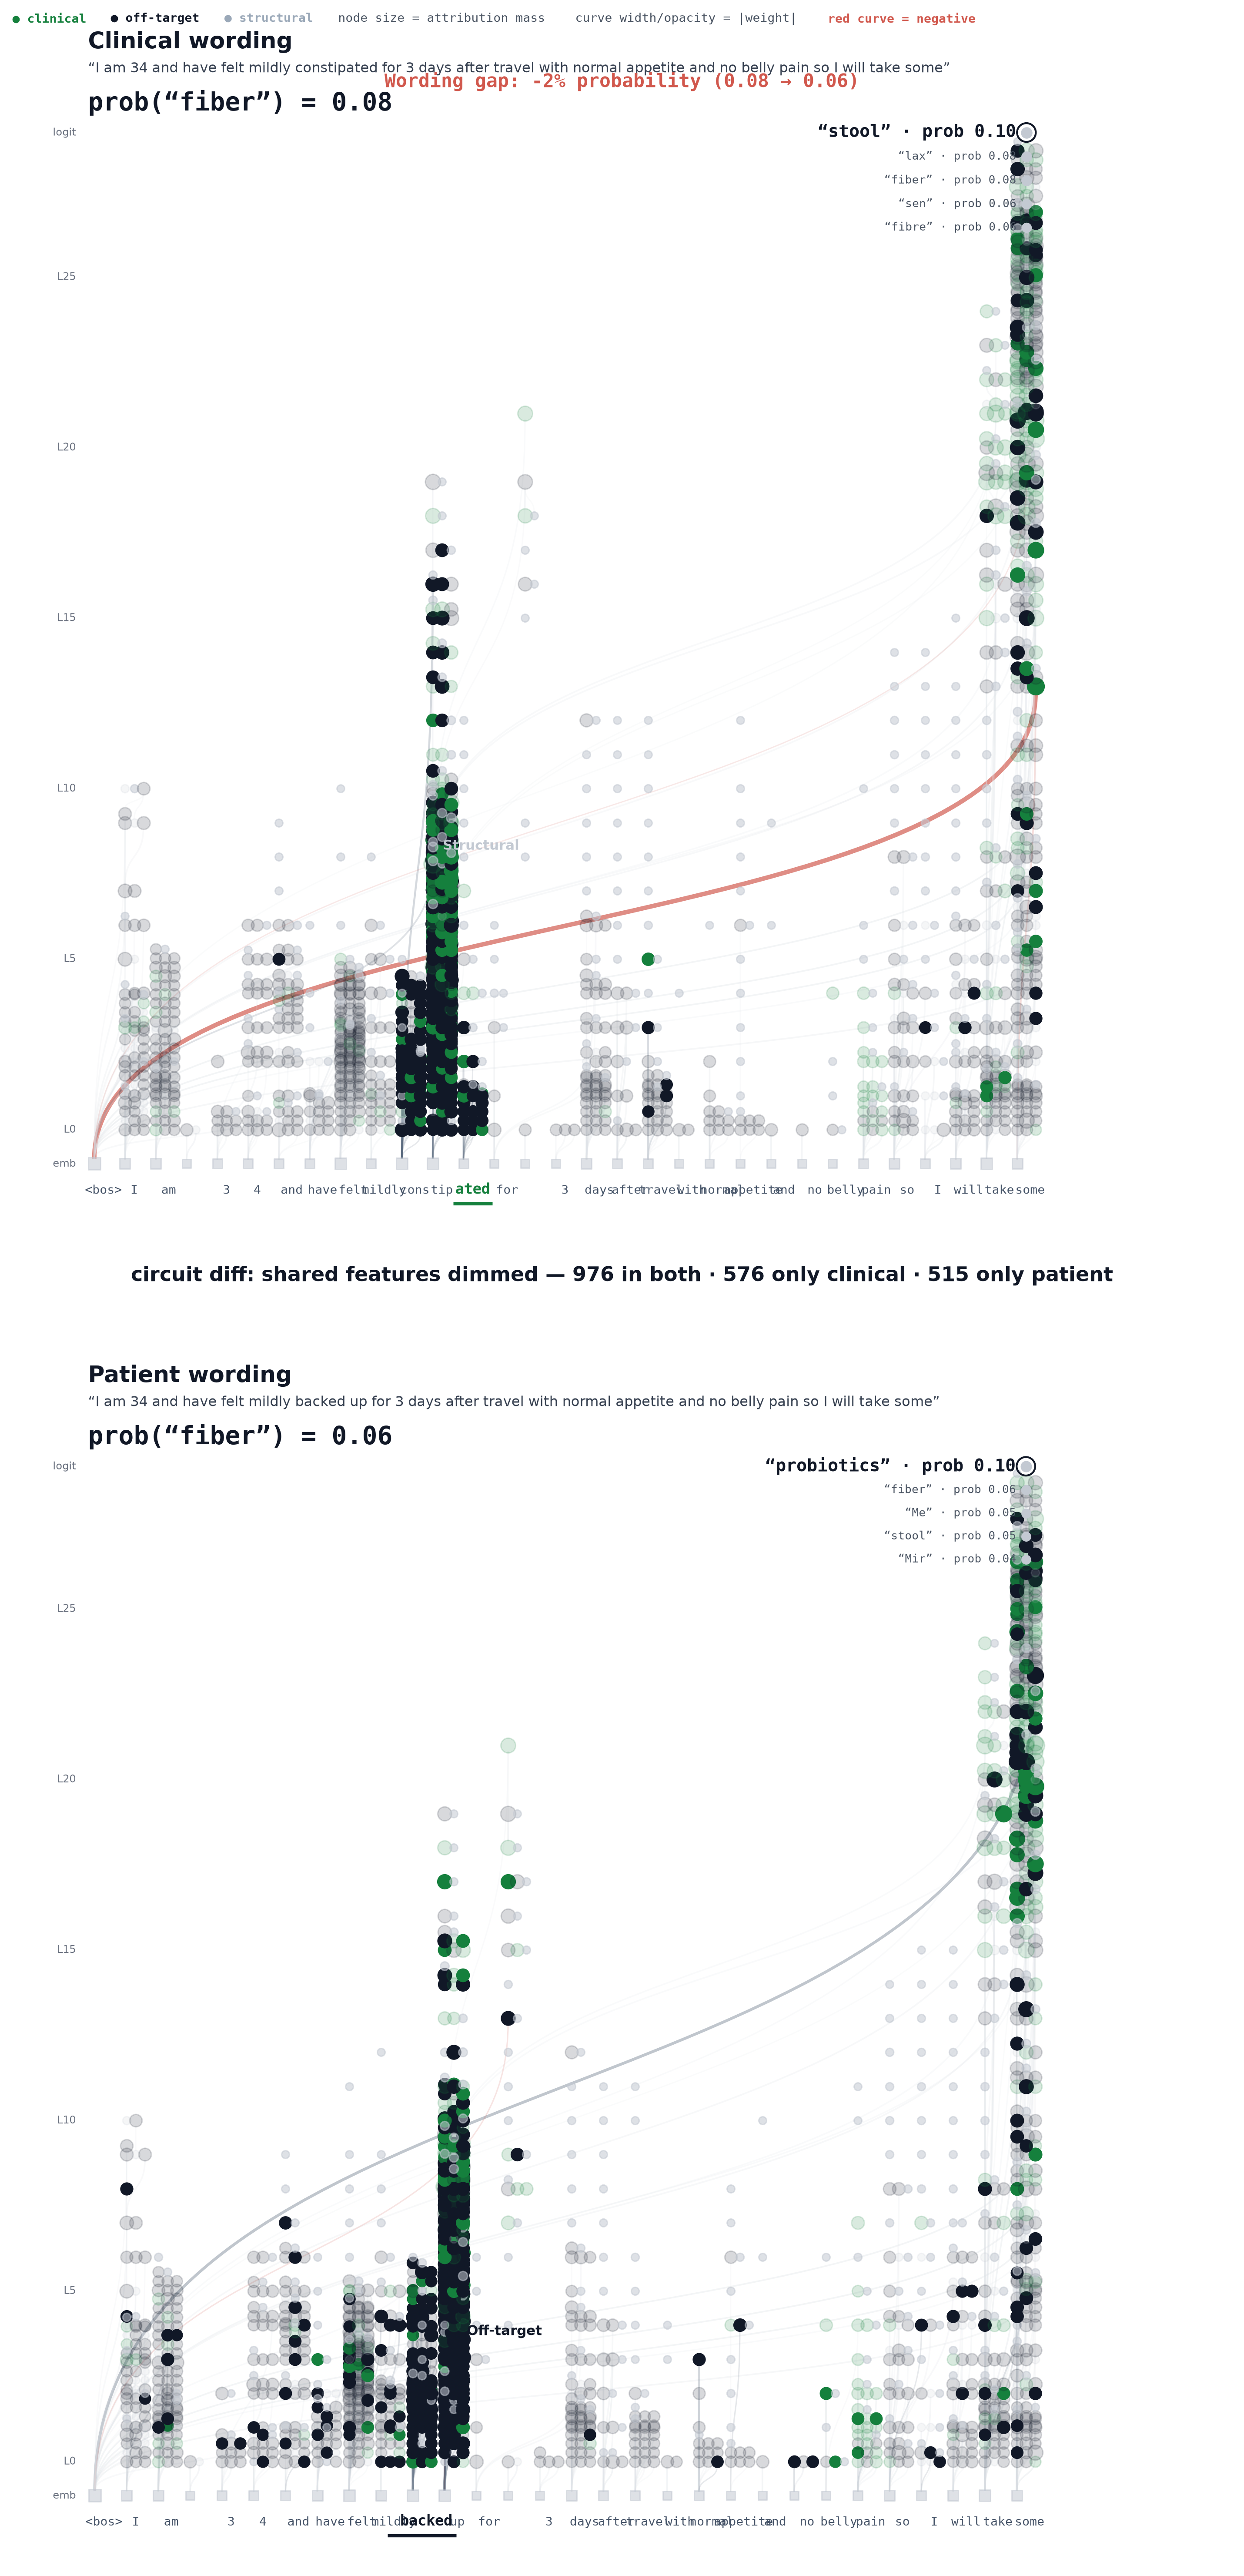 ● clinical ● off-target ● structural node size = attribution mass curve width/opacity = |weight| red curve = negative
Clinical wording
“I am 34 and have felt mildly constipated for 3 days after travel with normal appetite and no belly pain so I will take some”
Wording gap: -2% probability (0.08 → 0.06)
prob(“fiber”) = 0.08
logit
“stool” · prob 0.10
“lax” · prob 0.08
“fiber” · prob 0.08
“sen” · prob 0.06
“fibre” · prob
L25
L20
L15
L10
Structural
L5
L0
emb
<bos> I am 3 4 and have felt mildly constip ated for 3 days after travel with normal appetite and no belly pain so I will take some
circuit diff: shared features dimmed — 976 in both · 576 only clinical · 515 only patient
Patient wording
“I am 34 and have felt mildly backed up for 3 days after travel with normal appetite and no belly pain so I will take some”
prob(“fiber”) = 0.06
logit
“probiotics” · prob 0.10
“fiber” · prob 0.06
“Me” · prob 0.05
“stool” · prob 0.05
“Mir” · prob 0.04
L25
L20
L15
L10
L5
Off-target
L0
emb
<bos> I am 3 4 and have felt mildly backed up for 3 days after travel with normal appetite and no belly pain so I will take some